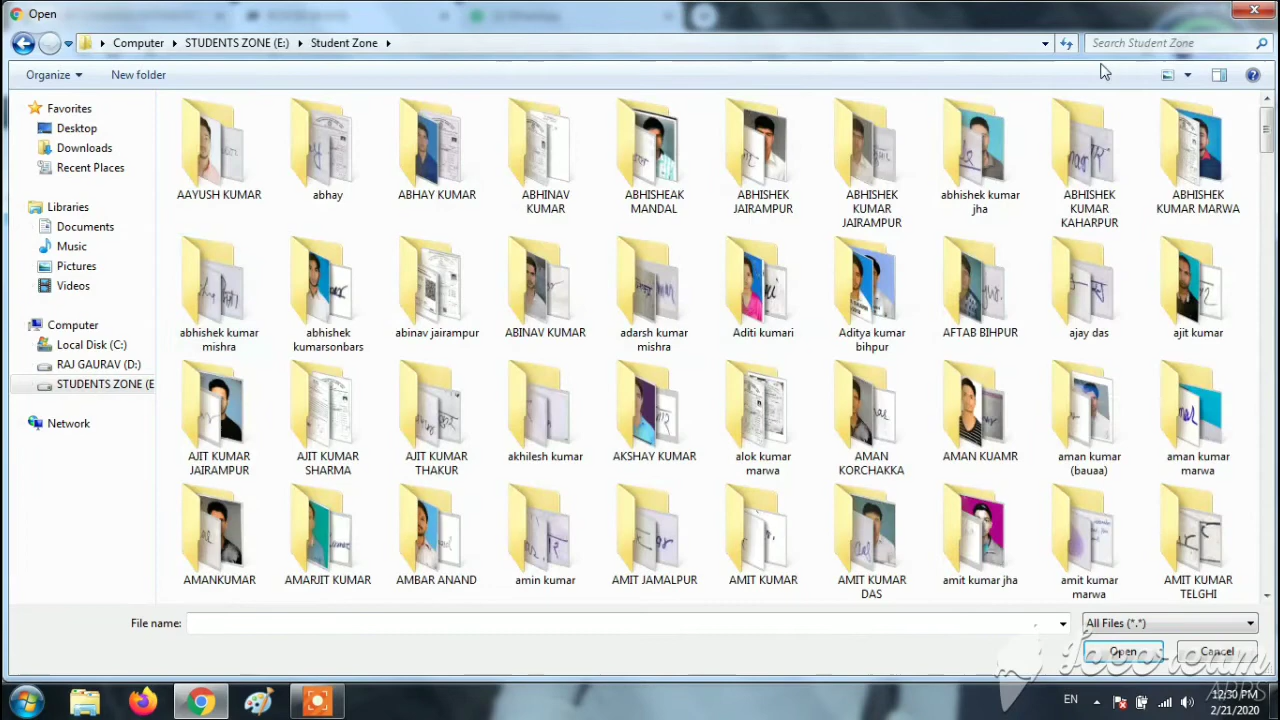 Open
Computer
STUDENTS ZONE (E:)
Student Zone
Search Student Zone
Organize
New folder
Favorites
Desktop
Downloads
Recent Places
Libraries
Documents
Music
Pictures
Videos
Computer
Local Disk (C:)
RAJ GAURAV (D:)
STUDENTS ZONE (E
Network
AAYUSH KUMAR
abhay
ABHAY KUMAR
ABHINAV
KUMAR
ABHISHEAK
MANDAL
ABHISHEK
JAIRAMPUR
ABHISHEK
KUMAR
JAIRAMPUR
abhishek kumar
jha
ABHISHEK
KUMAR
KAHARPUR
ABHISHEK
KUMAR MARWA
abhishek kumar
mishra
abhishek
kumarsonbars
abinav jairampur
ABINAV KUMAR
adarsh kumar
mishra
Aditi kumari
Aditya kumar
bihpur
AFTAB BIHPUR
ajay das
ajit kumar
AJIT KUMAR
JAIRAMPUR
AJIT KUMAR
SHARMA
AJIT KUMAR
THAKUR
akhilesh kumar
AKSHAY KUMAR
alok kumar
marwa
AMAN
KORCHAKKA
AMAN KUAMR
aman kumar
(bauaa)
aman kumar
marwa
AMANKUMAR
AMARJIT KUMAR
AMBAR ANAND
amin kumar
AMIT JAMALPUR
AMIT KUMAR
AMIT KUMAR
DAS
amit kumar jha
amit kumar
marwa
AMIT KUMAR
TELGHI
File name:
All Files (*.*)
Open
Cancel
EN
12:30 PM
2/21/2020